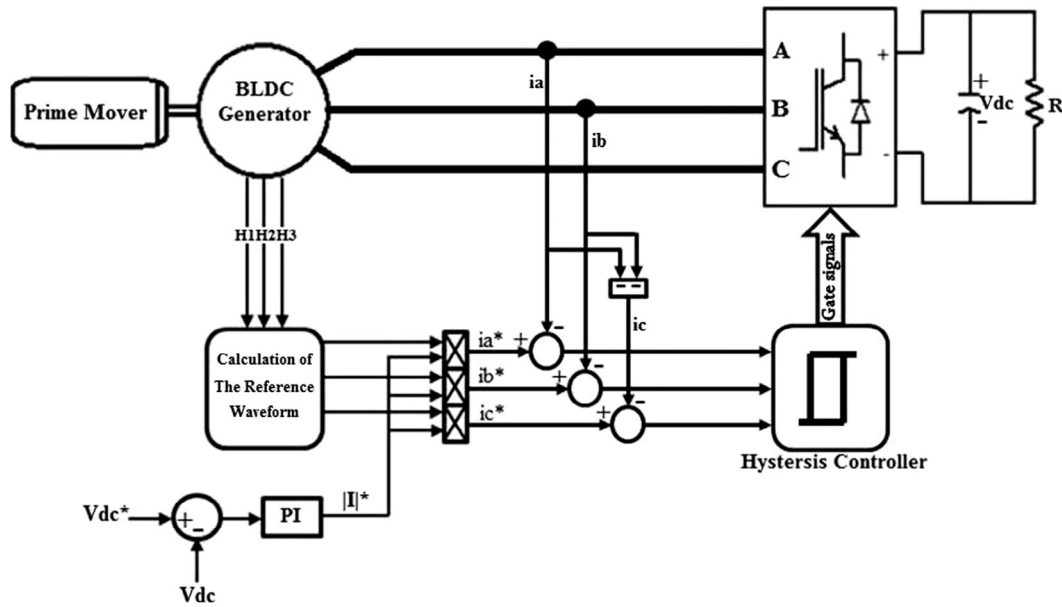 Prime Mover
BLDC
Generator
A
B
C
ia
ib
+
-
+
Vdc
-
R
H1H2H3
Gate signals
- -
ic
Calculation of
The Reference
Waveform
ia*
ib*
ic*
+
-
+
-
+
-
Hystersis Controller
Vdc*
+
-
PI
|I|*
Vdc